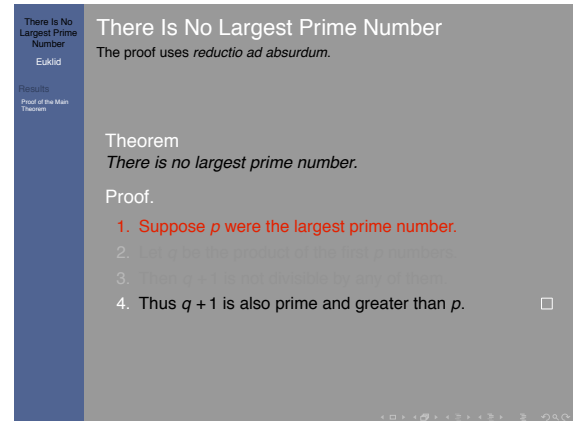 There Is No
Largest Prime
Number
Euklid
Results
Proof of the Main
Theorem
There Is No Largest Prime Number
The proof uses reductio ad absurdum.
Theorem
There is no largest prime number.
Proof.
1. Suppose p were the largest prime number.
2. Let q be the product of the first p numbers.
3. Then q + 1 is not divisible by any of them.
4. Thus q + 1 is also prime and greater than p. □